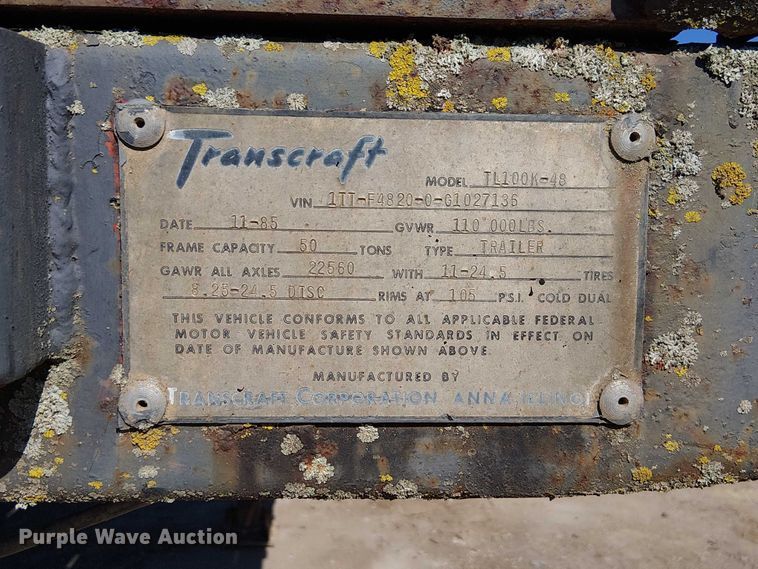 Transcraft
MODEL TL100K-48
VIN 1TT-F4820-0-G1027136
DATE 11-85 GVWR 110'000LBS.
FRAME CAPACITY 50 TONS TYPE TRAILER
GAWR ALL AXLES 22560 WITH 11-24.5 TIRES
8.25-24.5 DISC RIMS AT 105 P.S.I. COLD DUAL
THIS VEHICLE CONFORMS TO ALL APPLICABLE FEDERAL
MOTOR VEHICLE SAFETY STANDARDS IN EFFECT ON
DATE OF MANUFACTURE SHOWN ABOVE.
MANUFACTURED BY
TRANSCRAFT CORPORATION ANNA, ILLINOI
Purple Wave Auction